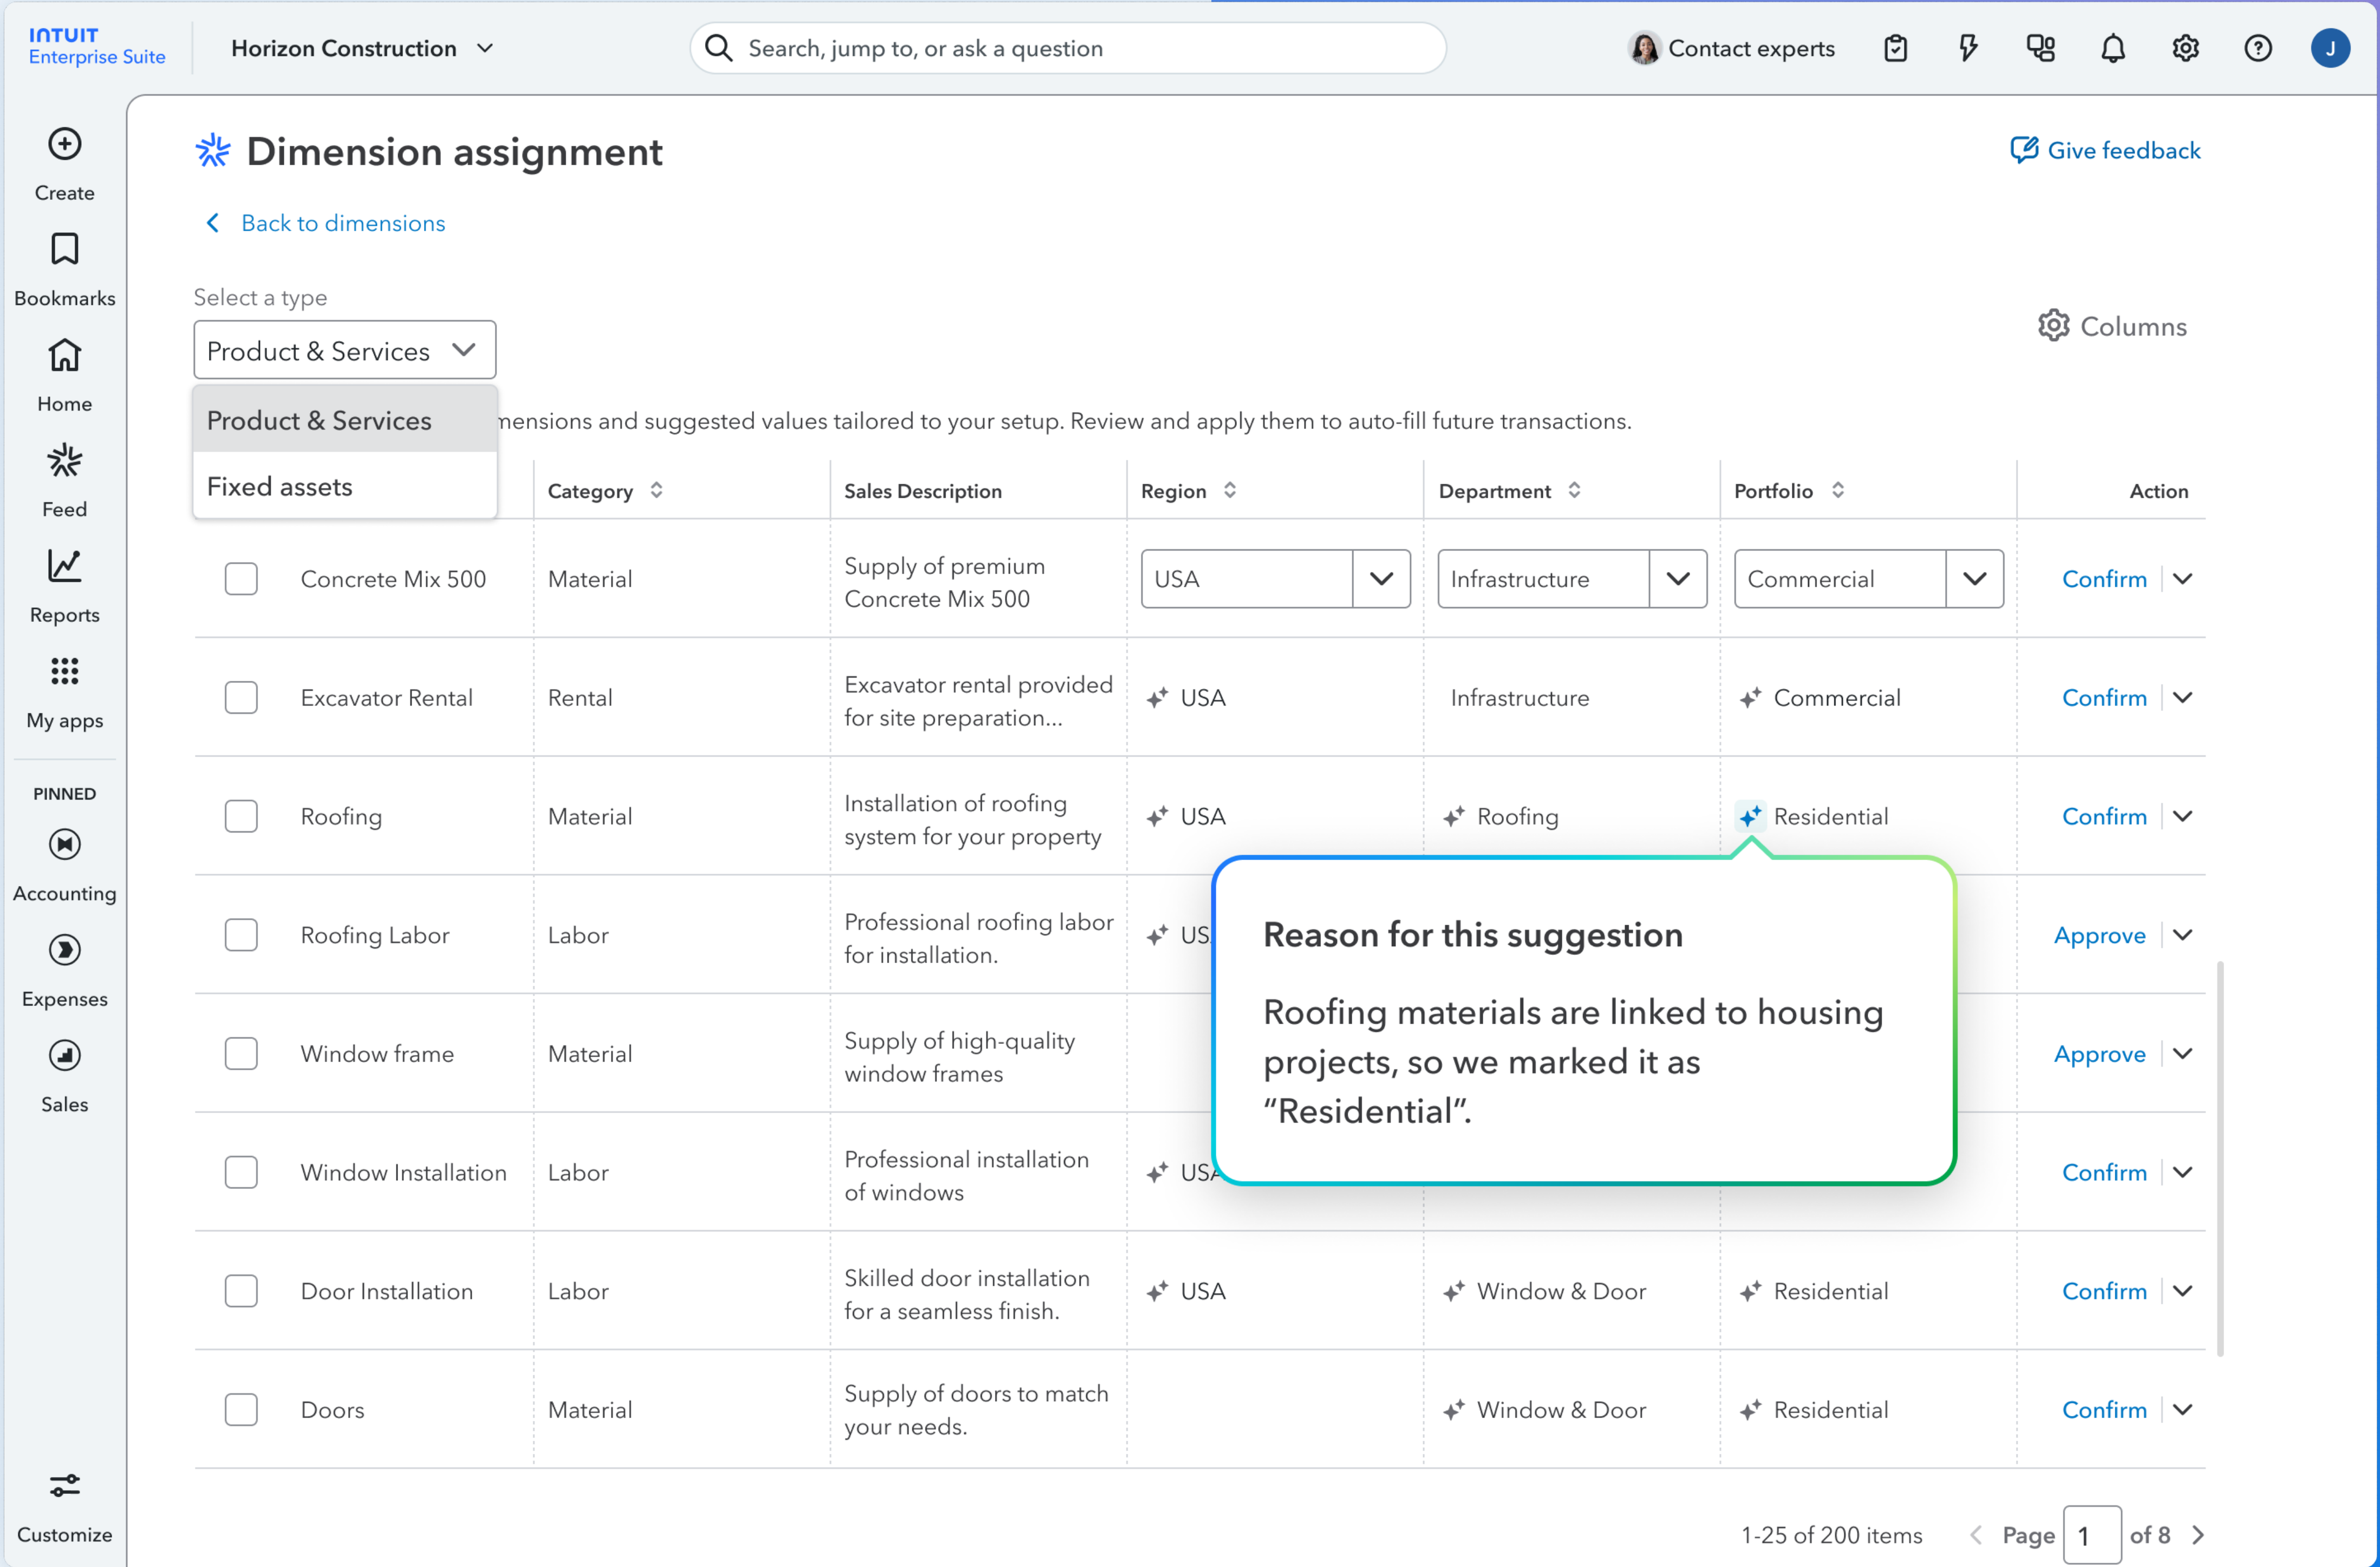 INTUIT
Enterprise Suite
Horizon Construction
Search, jump to, or ask a question
Contact experts
J
Create
Bookmarks
Home
Feed
Reports
My apps
PINNED
Accounting
Expenses
Sales
Customize
Dimension assignment
Give feedback
Back to dimensions
Select a type
Product & Services
Columns
Product & Services
Fixed assets
and suggested values tailored to your setup. Review and apply them to auto-fill future transactions.
Category
Sales Description
Region
Department
Portfolio
Action
Concrete Mix 500
Material
Supply of premium
Concrete Mix 500
USA
Infrastructure
Commercial
Confirm
Excavator Rental
Rental
Excavator rental provided
for site preparation...
USA
Infrastructure
Commercial
Confirm
Roofing
Material
Installation of roofing
system for your property
USA
Roofing
Residential
Confirm
Roofing Labor
Labor
Professional roofing labor
for installation.
Approve
Window frame
Material
Supply of high-quality
window frames
Approve
Window Installation
Labor
Professional installation
of windows
USA
Confirm
Reason for this suggestion
Roofing materials are linked to housing
projects, so we marked it as
“Residential”.
Door Installation
Labor
Skilled door installation
for a seamless finish.
USA
Window & Door
Residential
Confirm
Doors
Material
Supply of doors to match
your needs.
Window & Door
Residential
Confirm
1-25 of 200 items
Page 1 of 8